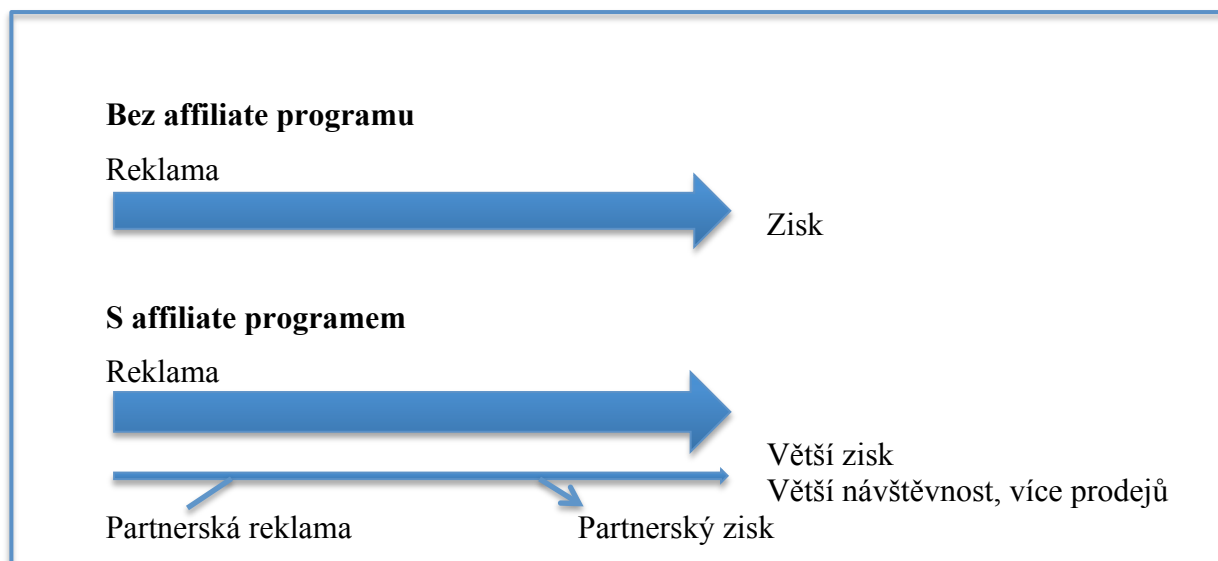 Bez affiliate programu
Reklama
Zisk
S affiliate programem
Reklama
Větší zisk
Větší návštěvnost, více prodejů
Partnerská reklama
Partnerský zisk